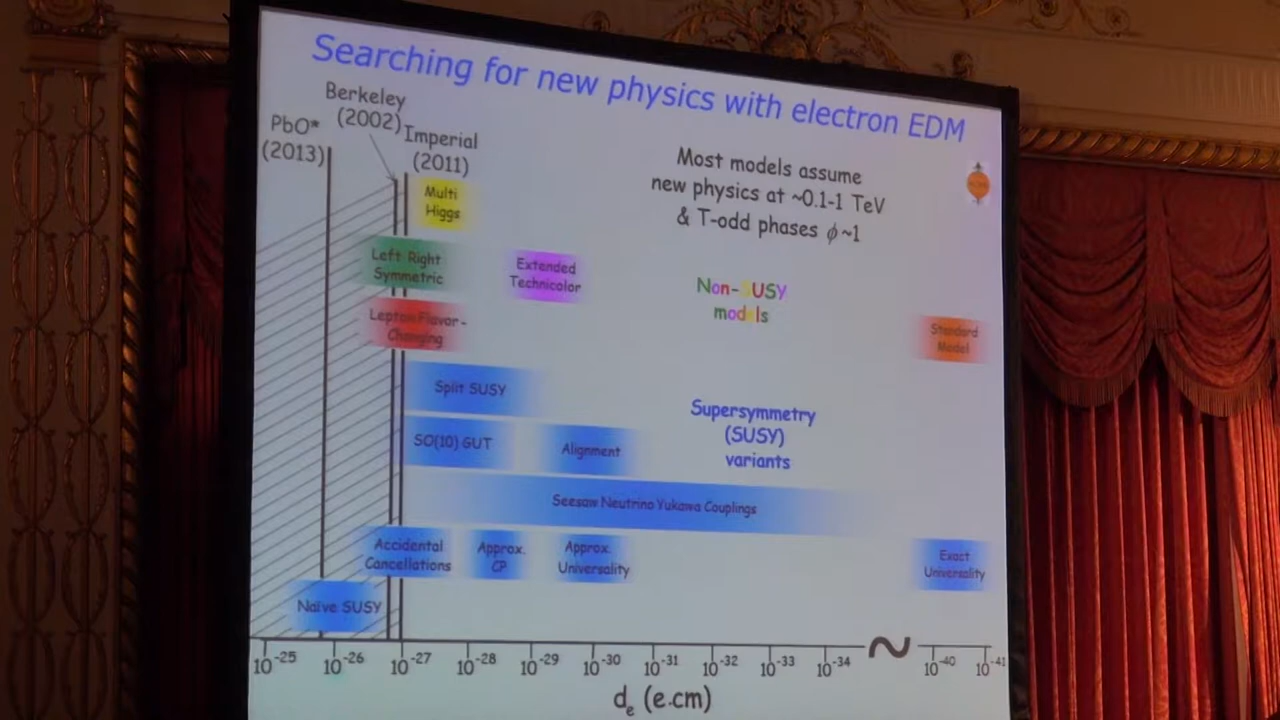 Searching for new physics with electron EDM
Berkeley
(2002)
PbO*
(2013)
Imperial
(2011)
Most models assume
new physics at ~0.1-1 TeV
& T-odd phases ϕ~1
Multi
Higgs
Left Right
Symmetric
Extended
Technicolor
Non-SUSY
models
Lepton Flavor-
Changing
Standard
Model
Split SUSY
Supersymmetry
(SUSY)
variants
SO(10) GUT
Alignment
Seesaw Neutrino Yukawa Couplings
Accidental
Cancellations
Approx.
CP
Approx.
Universality
Exact
Universality
Naïve SUSY
10⁻²⁵ 10⁻²⁶ 10⁻²⁷ 10⁻²⁸ 10⁻²⁹ 10⁻³⁰ 10⁻³¹ 10⁻³² 10⁻³³ 10⁻³⁴ ~ 10⁻⁴⁰ 10⁻⁴¹
dₑ (e.cm)